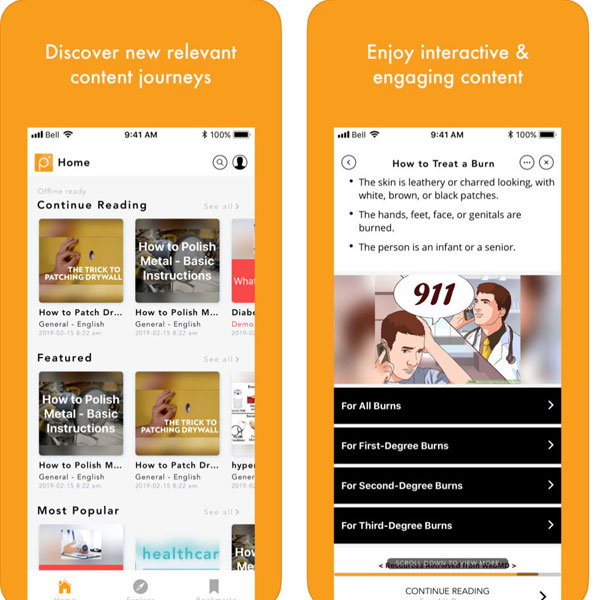 Discover new relevant
content journeys
Bell 9:41 AM 100%
p Home
Offline ready
Continue Reading See all >
THE TRICK TO
PATCHING DRYWALL
How to Polish
Metal - Basic
Instructions
What
How to Patch Dr...
General - English
2019-02-15 8:22 am
How to Polish M...
General - English
2019-02-15 8:22 am
Diabe
Demo
2019-02
Featured See all >
How to Polish
Metal - Basic
Instructions
THE TRICK TO
PATCHING DRYWALL
How to Polish M...
General - English
2019-02-15 8:22 am
How to Patch Dr...
General - English
2019-02-15 8:22 am
hyper
Gener
2019-02
Most Popular See all >
healthcar
How
Me
In
Home Explore Bookmarks
Enjoy interactive &
engaging content
Bell 9:41 AM 100%
How to Treat a Burn
• The skin is leathery or charred looking, with
white, brown, or black patches.
• The hands, feet, face, or genitals are
burned.
• The person is an infant or a senior.
911
For All Burns >
For First-Degree Burns >
For Second-Degree Burns >
For Third-Degree Burns >
SCROLL DOWN TO VIEW MORE
CONTINUE READING